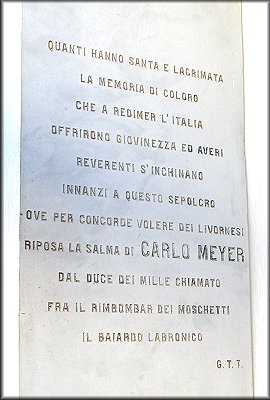 QUANTI HANNO SANTA E LACRIMATA
LA MEMORIA DI COLORO
CHE A REDIMER L'ITALIA
OFFRIRONO GIOVINEZZA ED AVERI
REVERENTI S'INCHINANO
INNANZI A QUESTO SEPOLCRO
OVE PER CONCORDE VOLERE DEI LIVORNESI
RIPOSA LA SALMA DI CARLO MEYER
DAL DUCE DEI MILLE CHIAMATO
FRA IL RIMBOMBAR DEI MOSCHETTI
IL BAIARDO LABRONICO
G. T. T.